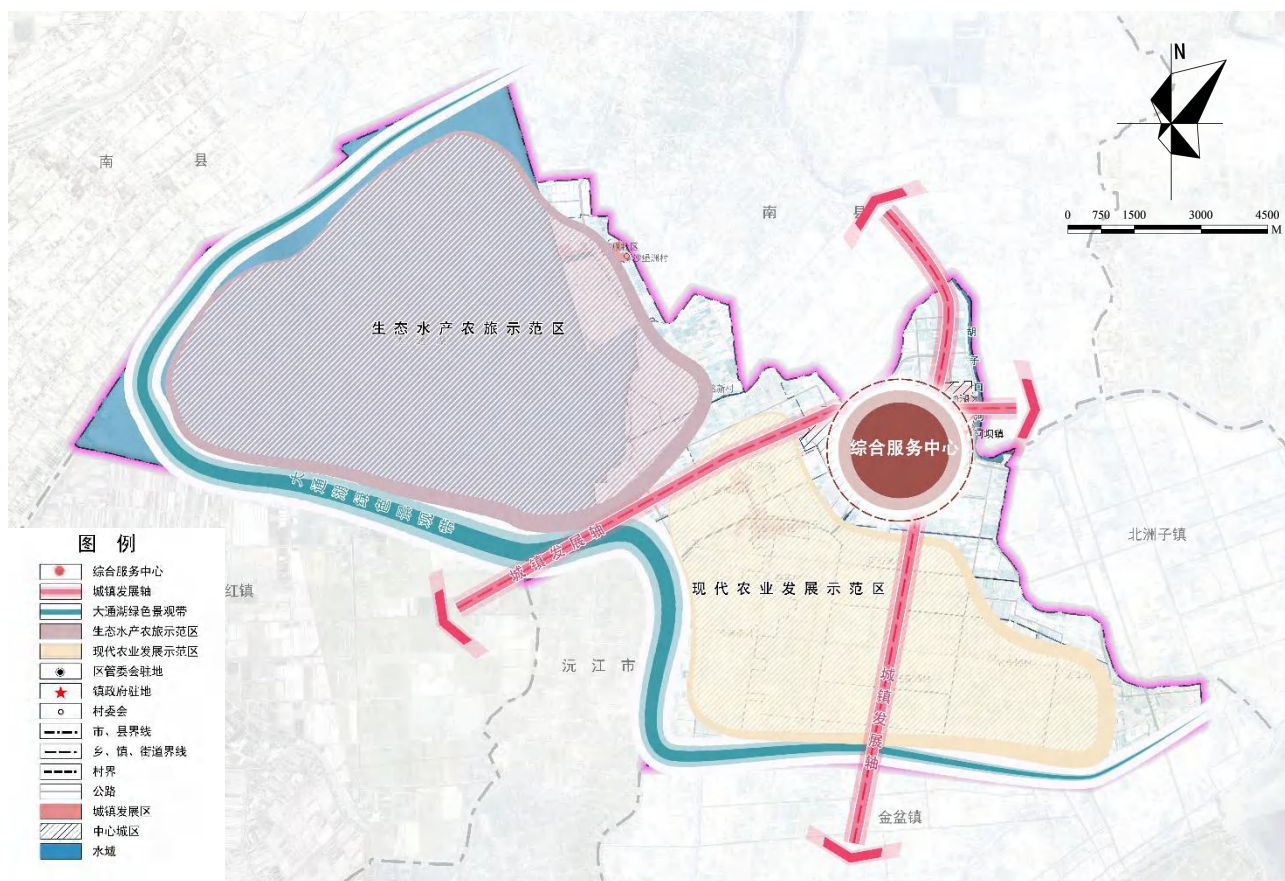 N
0 750 1500 3000 4500
M
南 县
南 县
生态水产农旅示范区
胡子口
河坝镇
综合服务中心
大通湖绿色景观带
城镇发展轴
现代农业发展示范区
北洲子镇
红镇
沅江市
城镇发展轴
金盆镇
图 例
综合服务中心
城镇发展轴
大通湖绿色景观带
生态水产农旅示范区
现代农业发展示范区
区管委会驻地
镇政府驻地
村委会
市、县界线
乡、镇、街道界线
村界
公路
城镇发展区
中心城区
水域